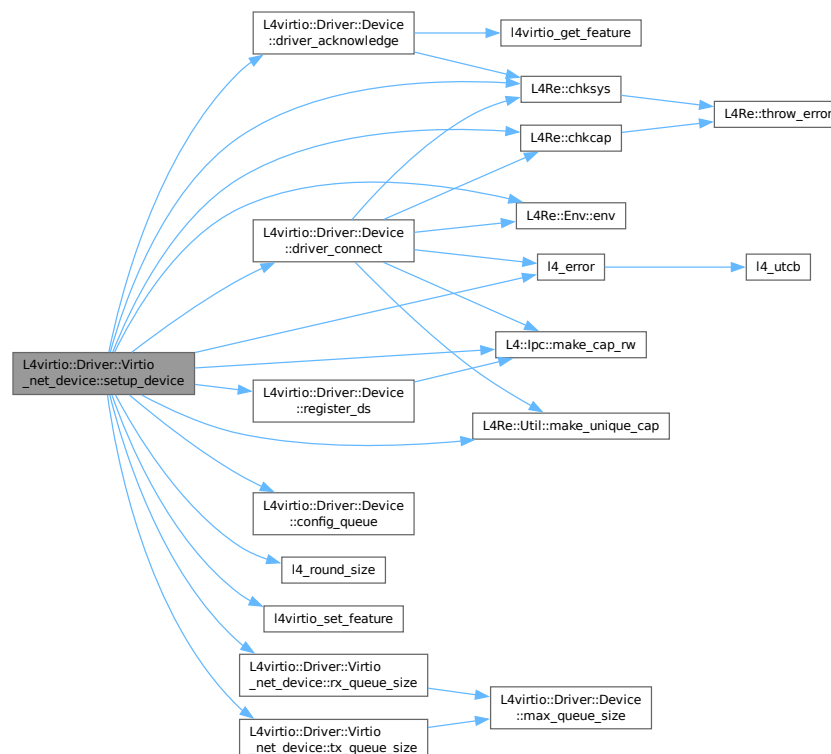 L4virtio::Driver::Device
::driver_acknowledge
l4virtio_get_feature
L4Re::chksys
L4Re::throw_error
L4Re::chkcap
L4Re::Env::env
L4virtio::Driver::Device
::driver_connect
l4_error
l4_utcb
L4::Ipc::make_cap_rw
L4virtio::Driver::Virtio
_net_device::setup_device
L4virtio::Driver::Device
::register_ds
L4Re::Util::make_unique_cap
L4virtio::Driver::Device
::config_queue
l4_round_size
l4virtio_set_feature
L4virtio::Driver::Virtio
_net_device::rx_queue_size
L4virtio::Driver::Device
::max_queue_size
L4virtio::Driver::Virtio
_net_device::tx_queue_size